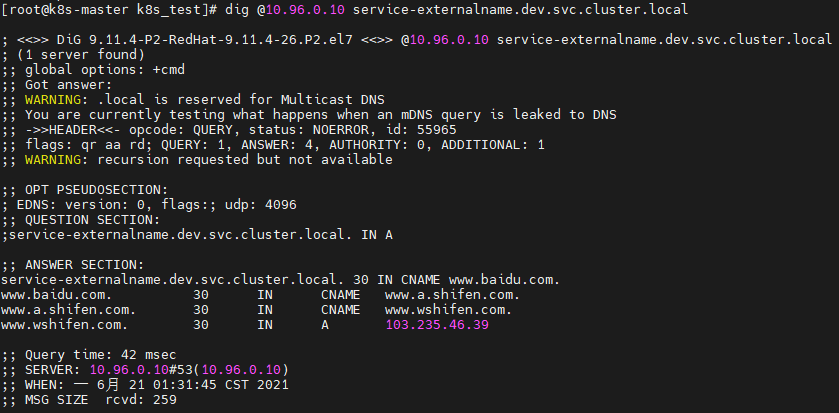 [root@k8s-master k8s_test]# dig @10.96.0.10 service-externalname.dev.svc.cluster.local
; <<>> DiG 9.11.4-P2-RedHat-9.11.4-26.P2.el7 <<>> @10.96.0.10 service-externalname.dev.svc.cluster.local
; (1 server found)
;; global options: +cmd
;; Got answer:
;; WARNING: .local is reserved for Multicast DNS
;; You are currently testing what happens when an mDNS query is leaked to DNS
;; ->>HEADER<<- opcode: QUERY, status: NOERROR, id: 55965
;; flags: qr aa rd; QUERY: 1, ANSWER: 4, AUTHORITY: 0, ADDITIONAL: 1
;; WARNING: recursion requested but not available
;; OPT PSEUDOSECTION:
; EDNS: version: 0, flags:; udp: 4096
;; QUESTION SECTION:
;service-externalname.dev.svc.cluster.local. IN A
;; ANSWER SECTION:
service-externalname.dev.svc.cluster.local. 30 IN CNAME www.baidu.com.
www.baidu.com. 30 IN CNAME www.a.shifen.com.
www.a.shifen.com. 30 IN CNAME www.wshifen.com.
www.wshifen.com. 30 IN A 103.235.46.39
;; Query time: 42 msec
;; SERVER: 10.96.0.10#53(10.96.0.10)
;; WHEN: 一 6月 21 01:31:45 CST 2021
;; MSG SIZE rcvd: 259